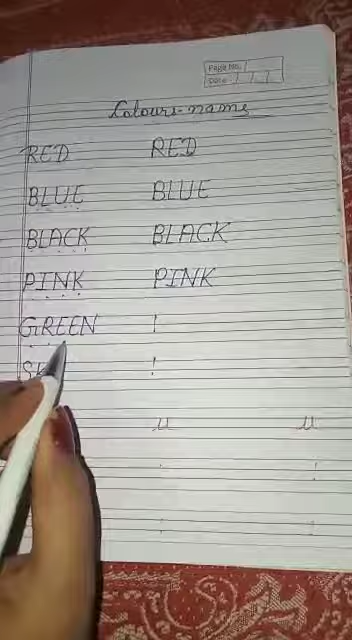 Page No.
Date / /
Colours-name
RED RED
BLUE BLUE
BLACK BLACK
PINK PINK
GREEN !
!
u u